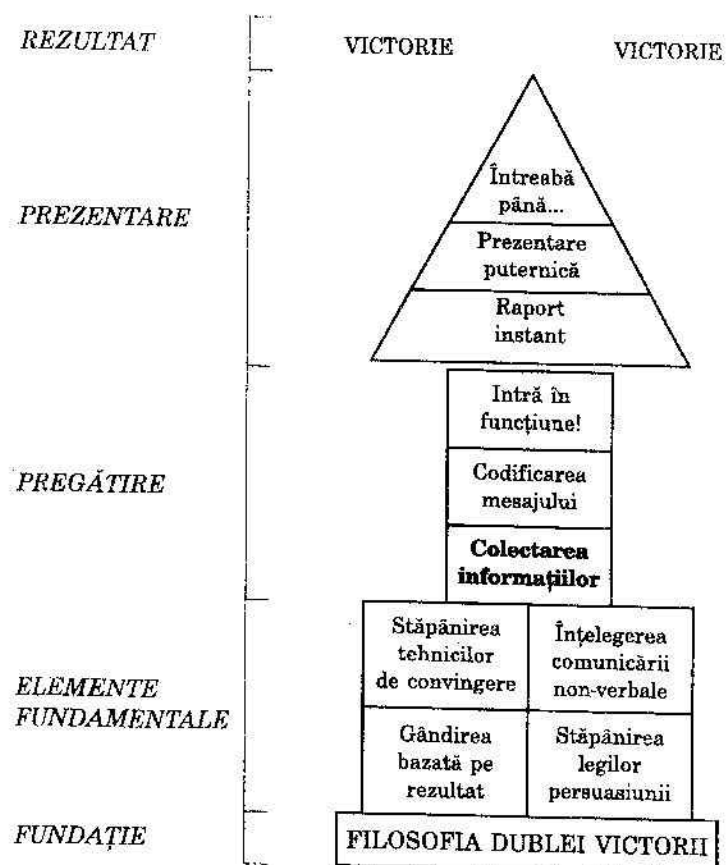 REZULTAT
VICTORIE
VICTORIE
PREZENTARE
Întreabă
până...
Prezentare
puternică
Raport
instant
PREGĂTIRE
Intră în
funcțiune!
Codificarea
mesajului
Colectarea
informațiilor
ELEMENTE
FUNDAMENTALE
Stăpânirea
tehnicilor
de convingere
Înțelegerea
comunicării
non-verbale
Gândirea
bazată pe
rezultat
Stăpânirea
legilor
persuasiunii
FUNDAȚIE
FILOSOFIA DUBLEI VICTORII